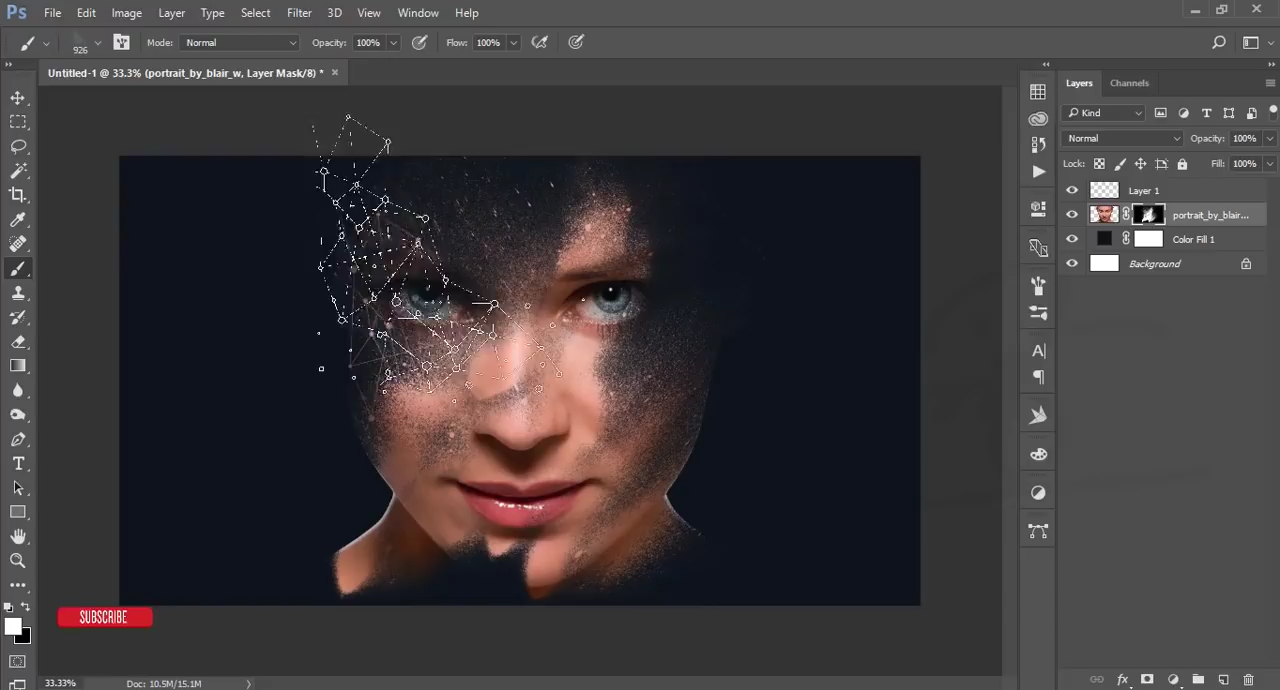 Ps File Edit Image Layer Type Select Filter 3D View Window Help
926 Mode: Normal Opacity: 100% Flow: 100%
Untitled-1 @ 33.3% (portrait_by_blair_w, Layer Mask/8) * ×
Layers Channels
Kind
Normal Opacity: 100%
Lock: Fill: 100%
Layer 1
portrait_by_blair...
Color Fill 1
Background
SUBSCRIBE
33.33% Doc: 10.5M/15.1M